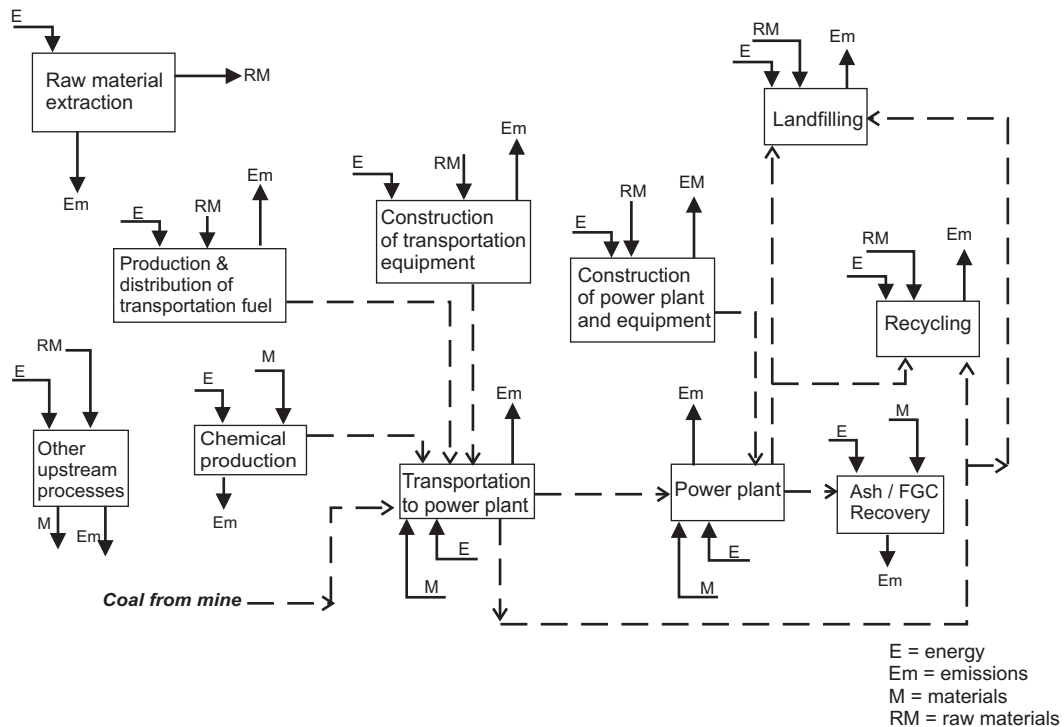 E
Raw material
extraction
RM
Em
E
RM
Em
Production &
distribution of
transportation fuel
E
RM
Em
Construction
of transportation
equipment
E
RM
EM
Construction
of power plant
and equipment
RM
E
Em
Landfilling
RM
E
Em
Recycling
RM
E
Other
upstream
processes
M
Em
E
M
Chemical
production
Em
Em
Transportation
to power plant
E
M
Em
Power plant
E
M
E
M
Ash / FGC
Recovery
Em
Coal from mine
E = energy
Em = emissions
M = materials
RM = raw materials